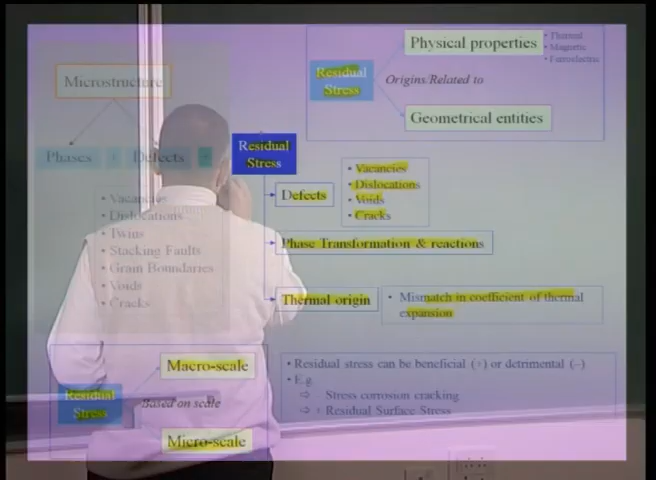 Microstructure
Phases + Defects +
• Vacancies
• Dislocations
• Twins
• Stacking Faults
• Grain Boundaries
• Voids
• Cracks
Residual
Stress
Residual
Stress
Origins/Related to
Physical properties
• Thermal
• Magnetic
• Ferroelectric
Geometrical entities
Defects
• Vacancies
• Dislocations
• Voids
• Cracks
Phase Transformation & reactions
Thermal origin
• Mismatch in coefficient of thermal
expansion
Residual
Stress
Based on scale
Macro-scale
Micro-scale
• Residual stress can be beneficial (+) or detrimental (–)
• E.g.
⇨ Stress corrosion cracking
⇨ + Residual Surface Stress